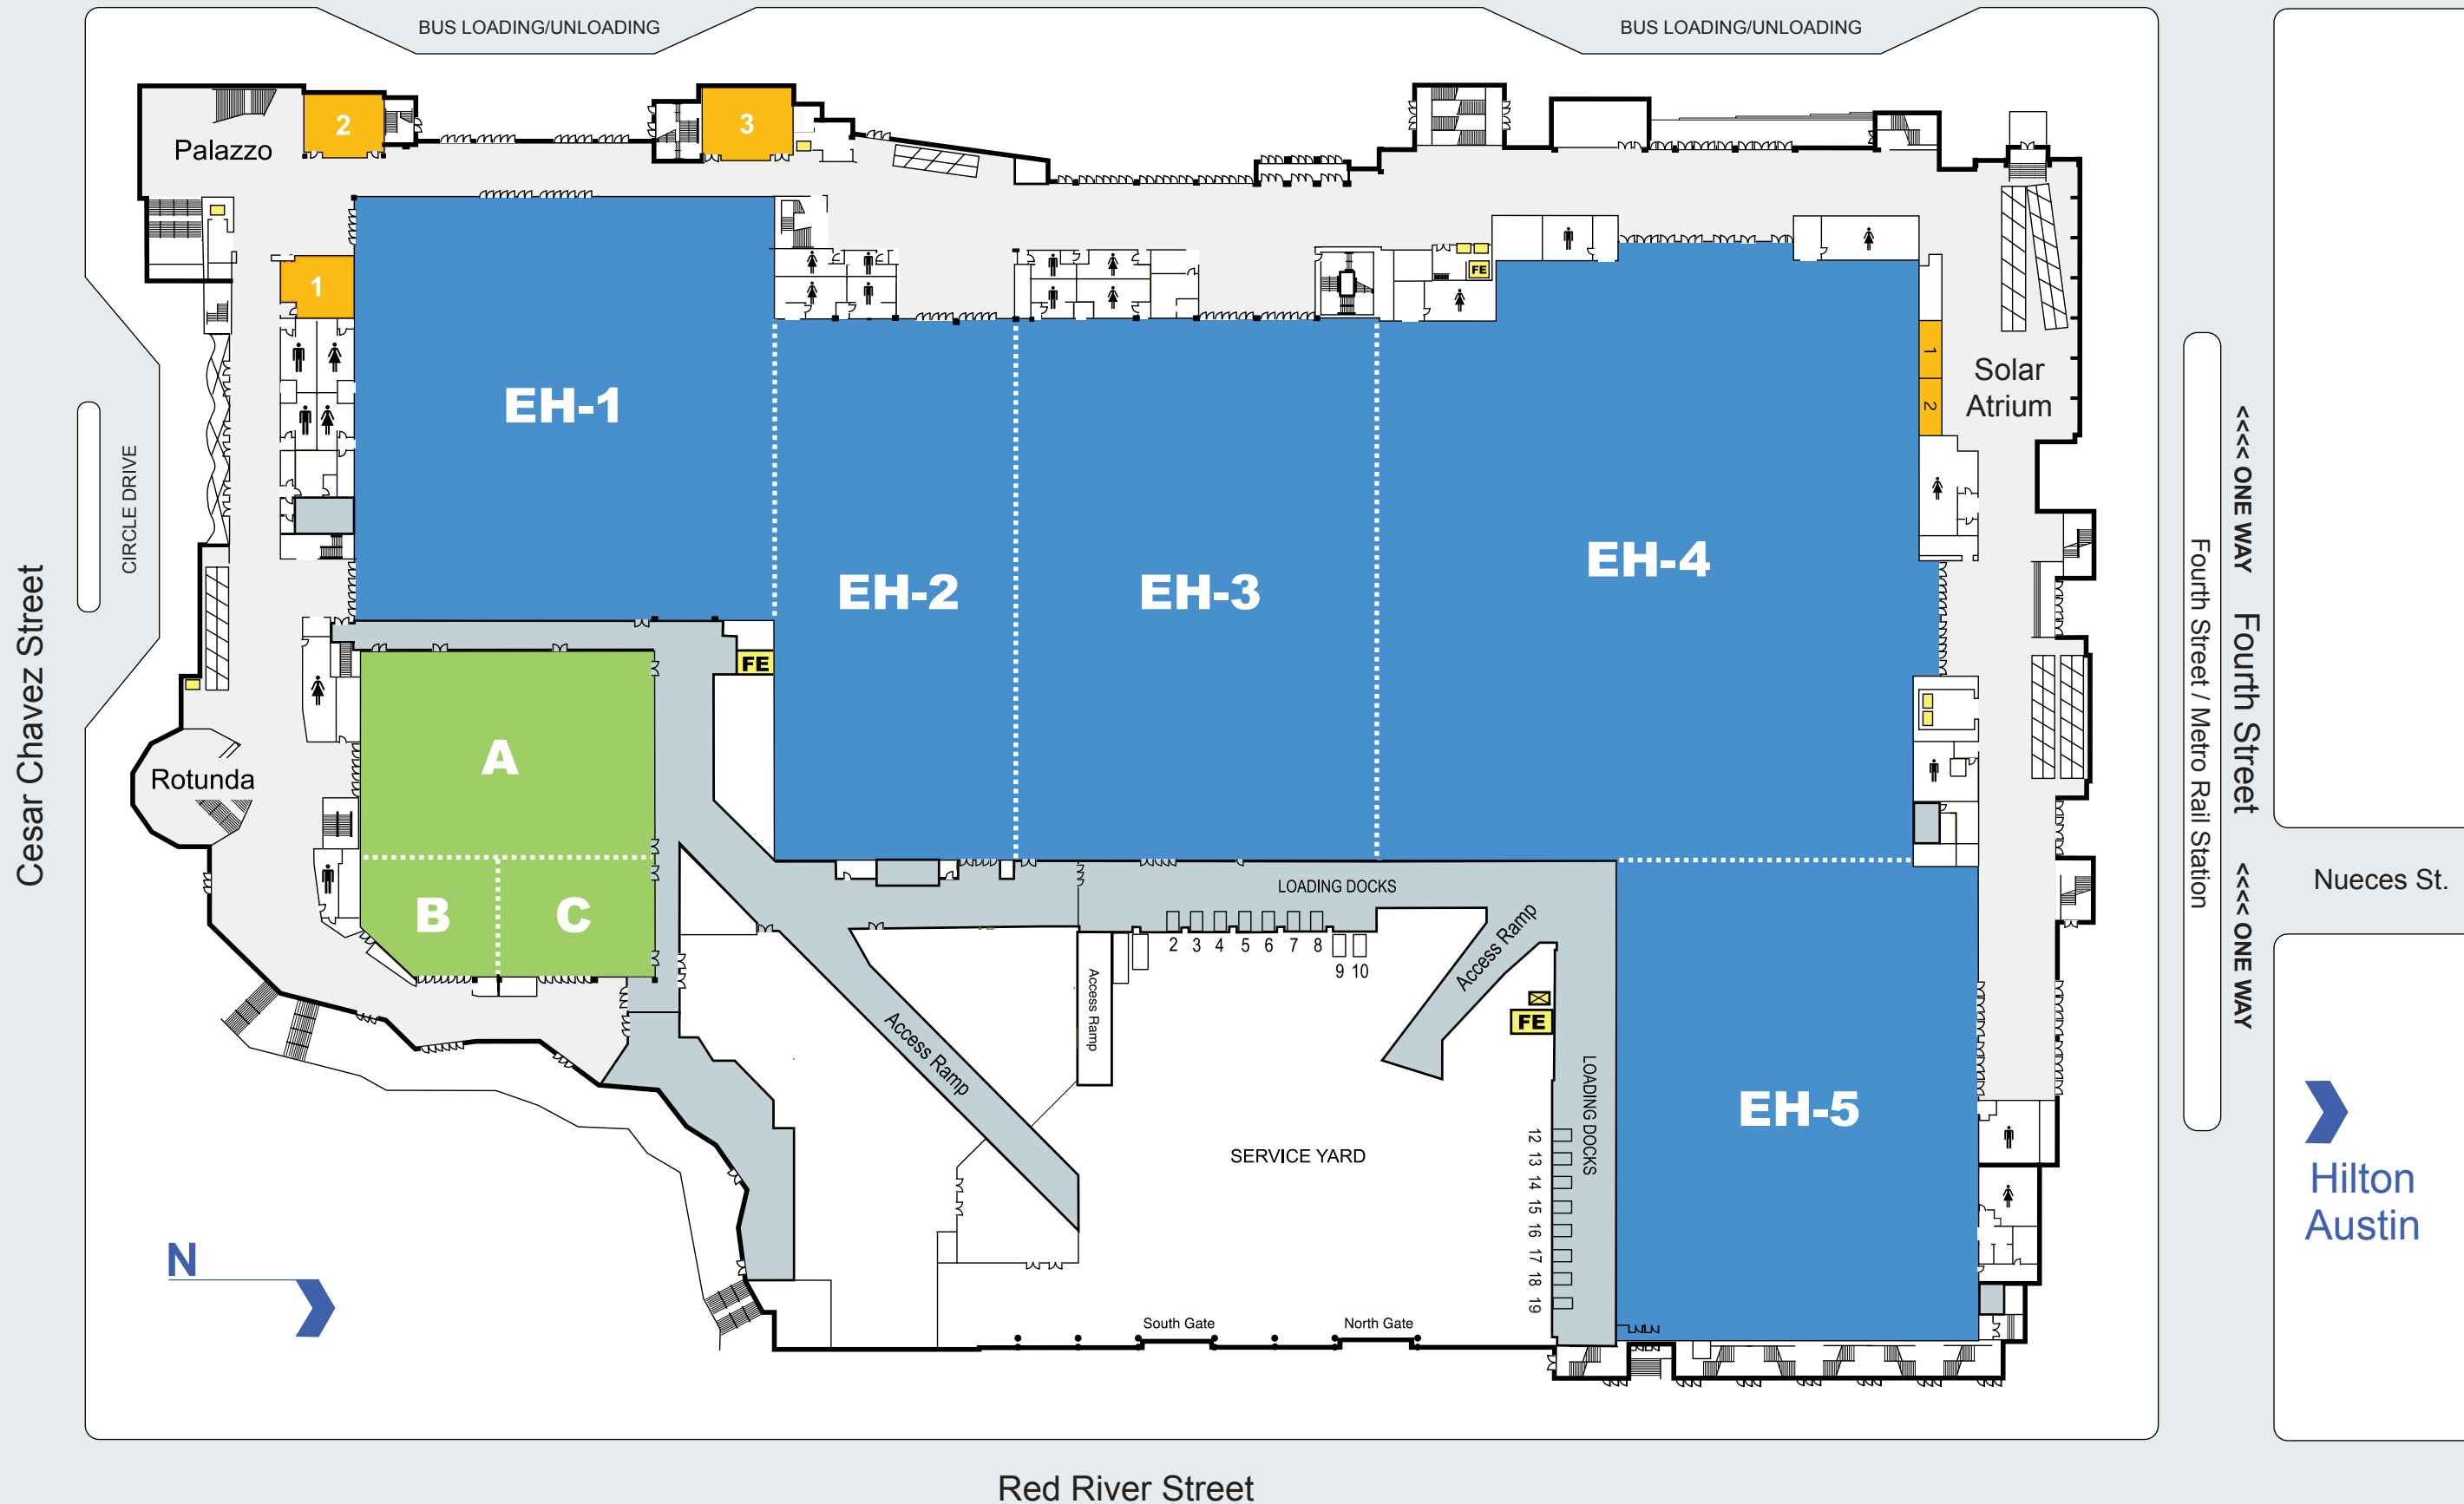 BUS LOADING/UNLOADING
BUS LOADING/UNLOADING
Palazzo
2
3
1
FE
EH-1
EH-2
EH-3
EH-4
1
2
Solar
Atrium
CIRCLE DRIVE
Cesar Chavez Street
<<<< ONE WAY
Fourth Street
<<<< ONE WAY
Fourth Street / Metro Rail Station
FE
A
Rotunda
B
C
LOADING DOCKS
2 3 4 5 6 7 8
9 10
Access Ramp
Access Ramp
Access Ramp
FE
LOADING DOCKS
EH-5
Nueces St.
12
13
14
15
16
17
18
19
SERVICE YARD
Hilton
Austin
N
South Gate
North Gate
Red River Street